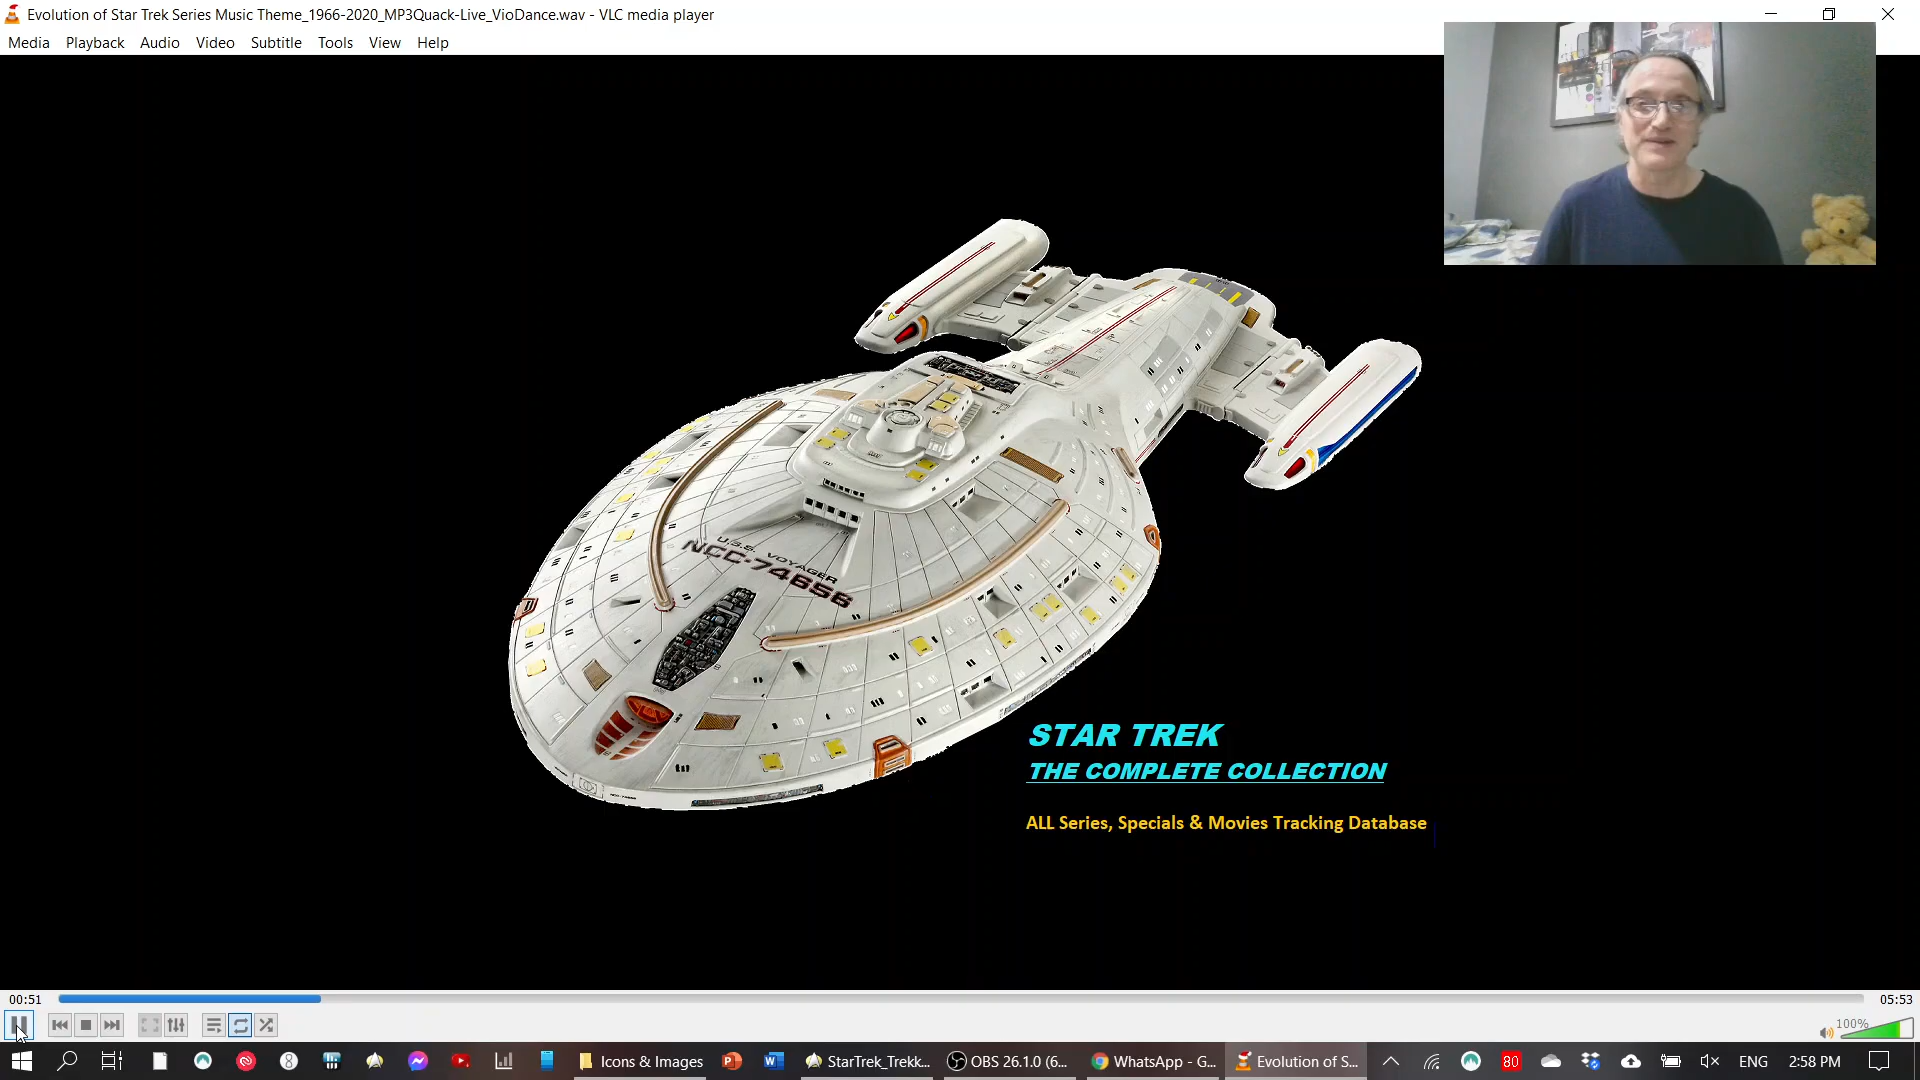 Evolution of Star Trek Series Music Theme_1966-2020_MP3Quack-Live_VioDance.wav - VLC media player
Media Playback Audio Video Subtitle Tools View Help
U.S.S. VOYAGER
NCC-74656
STAR TREK
THE COMPLETE COLLECTION
ALL Series, Specials & Movies Tracking Database
00:51 05:53
100%
Icons & Images StarTrek_Trekk... OBS 26.1.0 (6... WhatsApp - G... Evolution of S... 80 ENG 2:58 PM